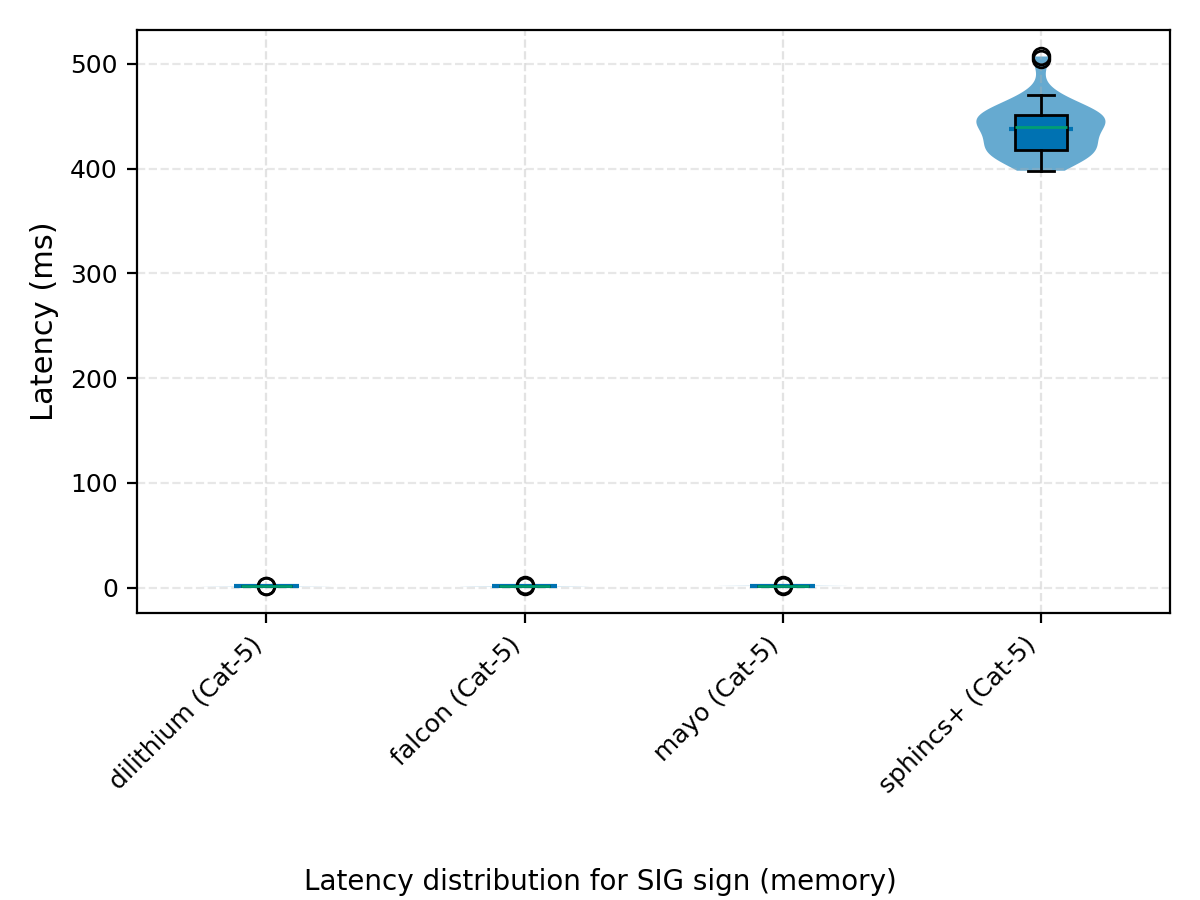 500
400
300
200
100
0
Latency (ms)
dilithium (Cat-5)
falcon (Cat-5)
mayo (Cat-5)
sphincs+ (Cat-5)
Latency distribution for SIG sign (memory)